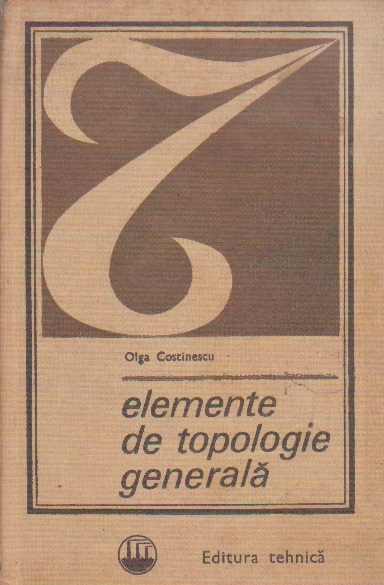 Olga Costinescu
elemente
de topologie
generală
Editura tehnică